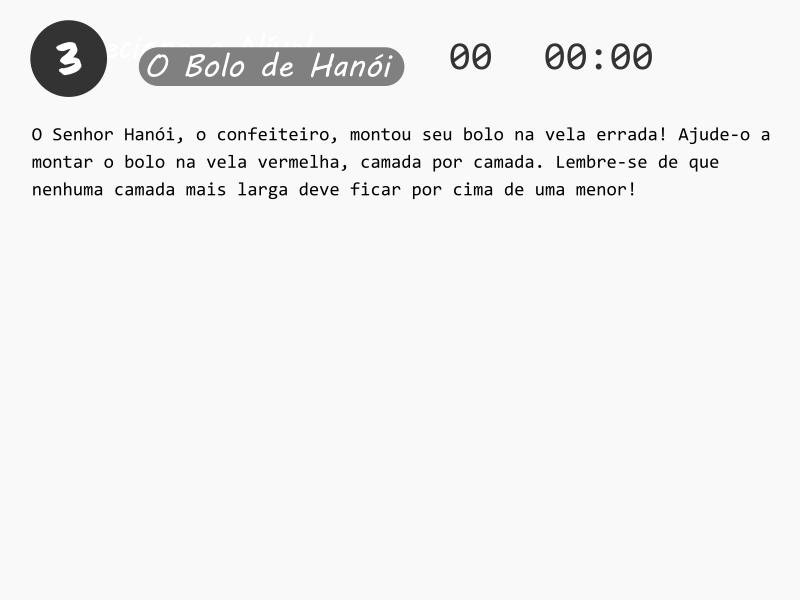 3
O Bolo de Hanói
00 00:00
O Senhor Hanói, o confeiteiro, montou seu bolo na vela errada! Ajude-o a
montar o bolo na vela vermelha, camada por camada. Lembre-se de que
nenhuma camada mais larga deve ficar por cima de uma menor!